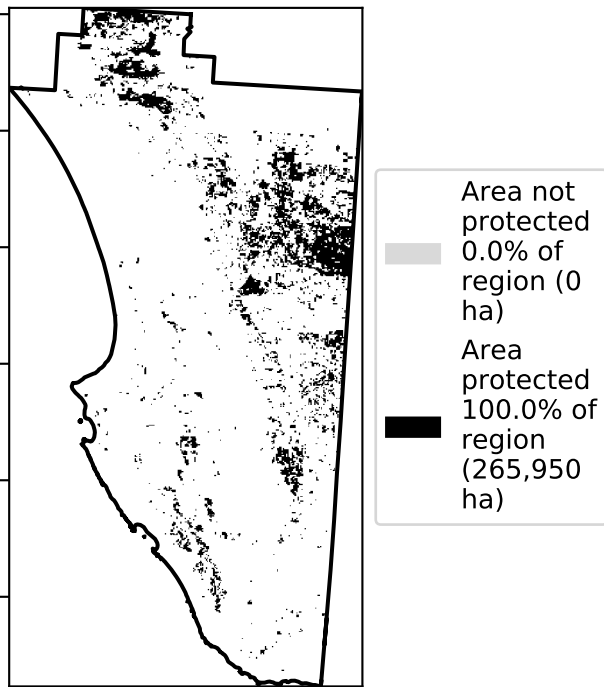 Area not
protected
0.0% of
region (0
ha)
Area
protected
100.0% of
region
(265,950
ha)